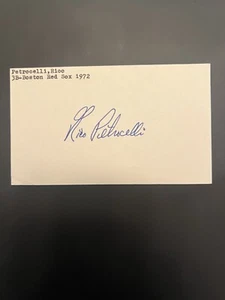 Petrocelli,Rico
3B-Boston Red Sox 1972
Rico Petrocelli